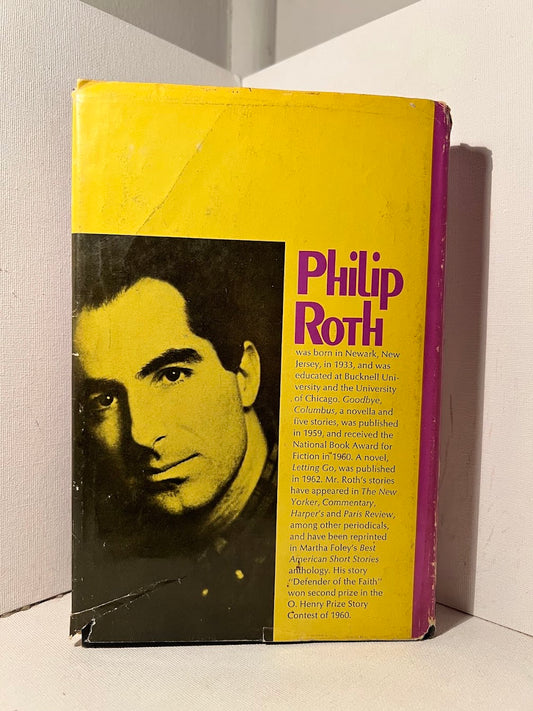 Philip
Roth
was born in Newark, New
Jersey, in 1933, and was
educated at Bucknell Uni-
versity and the University
of Chicago. Goodbye,
Columbus, a novella and
five stories, was published
in 1959, and received the
National Book Award for
Fiction in 1960. A novel,
Letting Go, was published
in 1962. Mr. Roth's stories
have appeared in The New
Yorker, Commentary,
Harper's and Paris Review,
among other periodicals,
and have been reprinted
in Martha Foley's Best
American Short Stories
anthology. His story
"Defender of the Faith"
won second prize in the
O. Henry Prize Story
Contest of 1960.